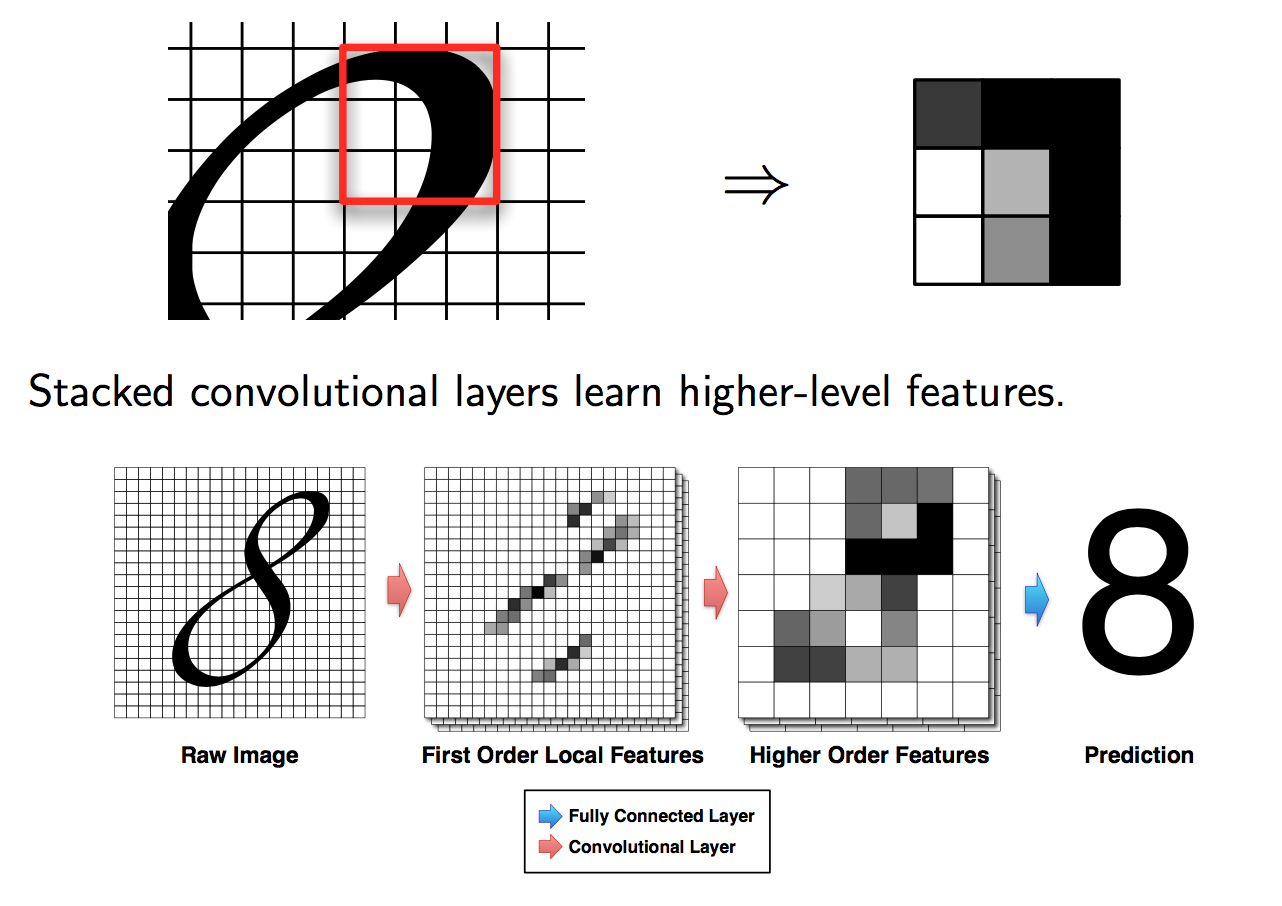 ⇒
Stacked convolutional layers learn higher-level features.
8
8
Raw Image
First Order Local Features
Higher Order Features
Prediction
Fully Connected Layer
Convolutional Layer